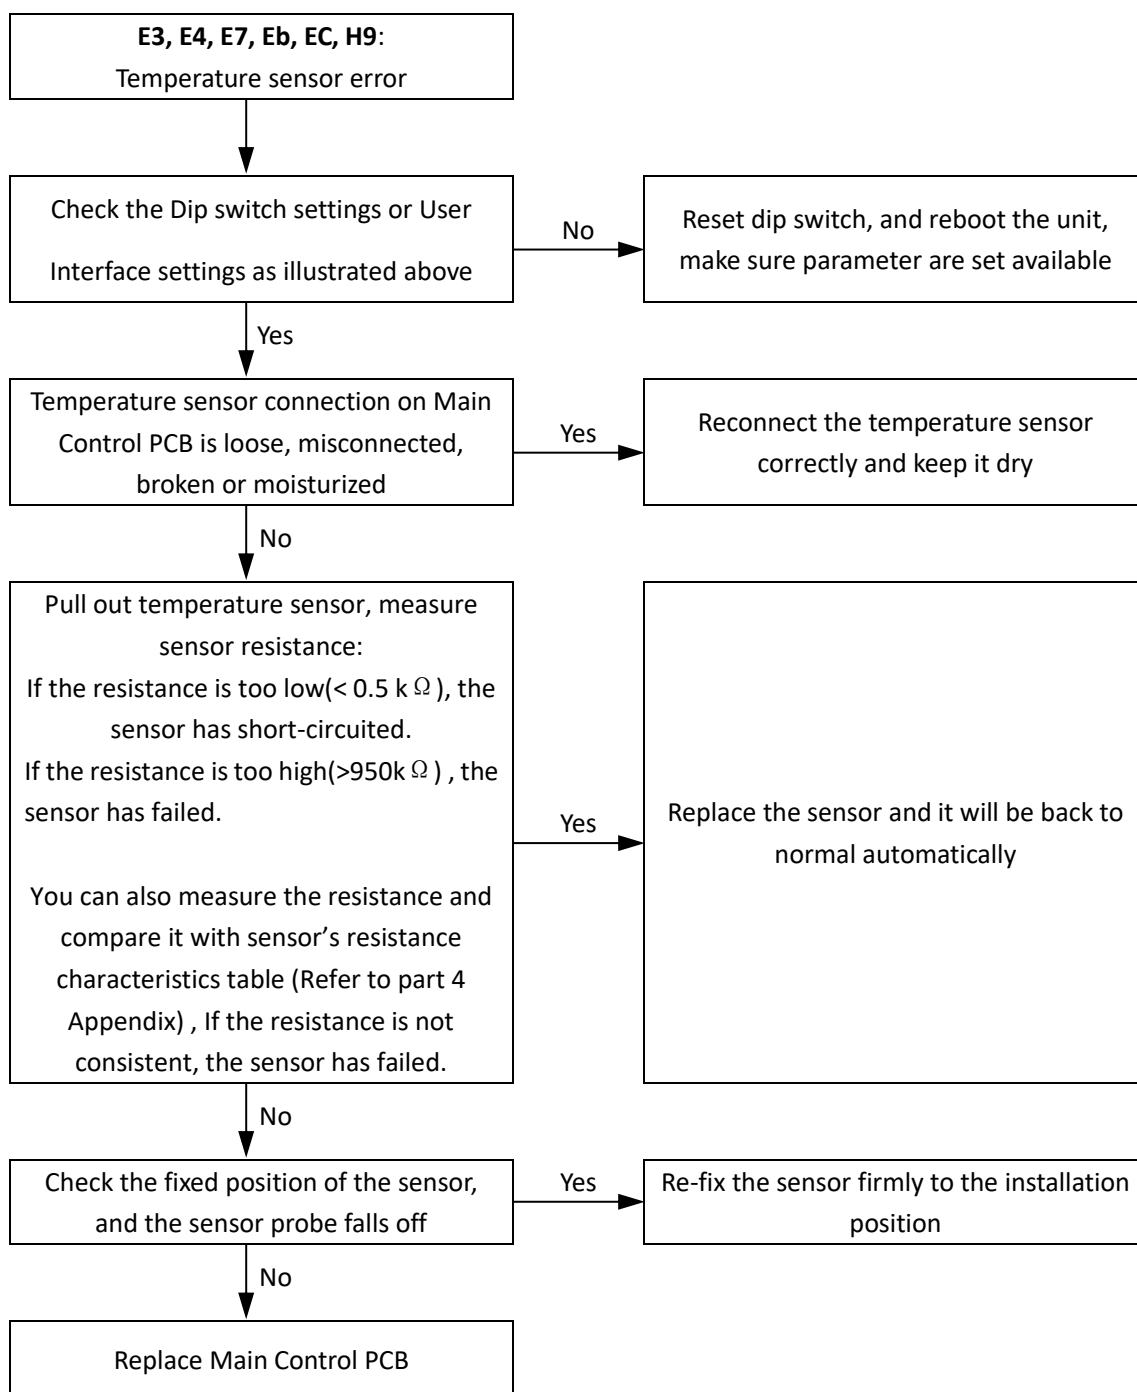 E3, E4, E7, Eb, EC, H9:
Temperature sensor error
Check the Dip switch settings or User
Interface settings as illustrated above
No
Reset dip switch, and reboot the unit,
make sure parameter are set available
Yes
Temperature sensor connection on Main
Control PCB is loose, misconnected,
broken or moisturized
Yes
Reconnect the temperature sensor
correctly and keep it dry
No
Pull out temperature sensor, measure
sensor resistance:
If the resistance is too low(< 0.5 k Ω ), the
sensor has short-circuited.
If the resistance is too high(>950k Ω ) , the
sensor has failed.
You can also measure the resistance and
compare it with sensor’s resistance
characteristics table (Refer to part 4
Appendix) , If the resistance is not
consistent, the sensor has failed.
Yes
Replace the sensor and it will be back to
normal automatically
No
Check the fixed position of the sensor,
and the sensor probe falls off
Yes
Re-fix the sensor firmly to the installation
position
No
Replace Main Control PCB